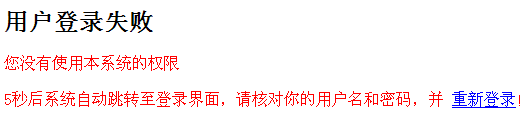 用户登录失败
您没有使用本系统的权限
5秒后系统自动跳转至登录界面，请核对你的用户名和密码，并 重新登录!